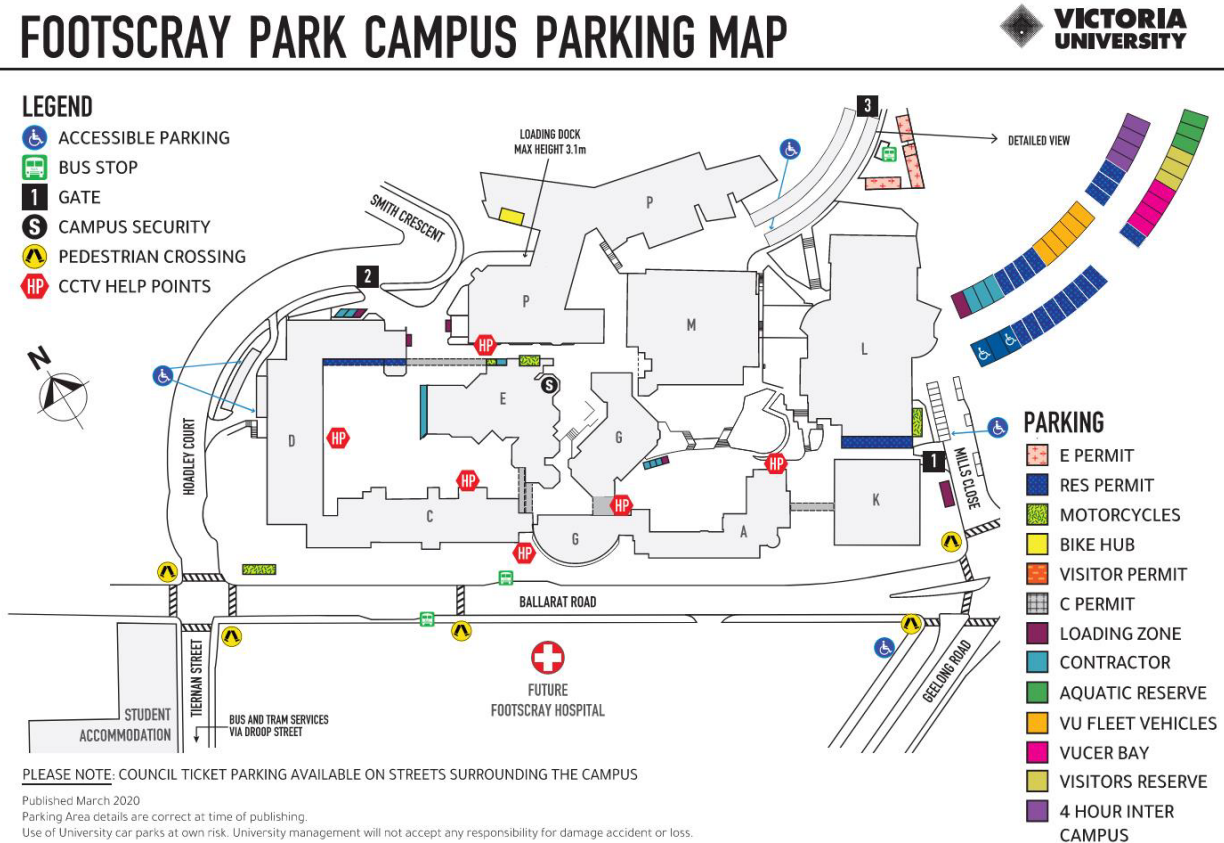 FOOTSCRAY PARK CAMPUS PARKING MAP
VICTORIA
UNIVERSITY
LEGEND
ACCESSIBLE PARKING
BUS STOP
1 GATE
S CAMPUS SECURITY
PEDESTRIAN CROSSING
HP CCTV HELP POINTS
LOADING DOCK
MAX HEIGHT 3.1m
3
DETAILED VIEW
SMITH CRESCENT
P
2
P
M
L
HP
N
S
E
D
HP
G
HOADLEY COURT
HP
HP
1
MILLS CLOSE
C
HP
K
A
G
HP
BALLARAT ROAD
TIERNAN STREET
GEELONG ROAD
FUTURE
FOOTSCRAY HOSPITAL
STUDENT
ACCOMMODATION
BUS AND TRAM SERVICES
VIA DROOP STREET
PARKING
E PERMIT
RES PERMIT
MOTORCYCLES
BIKE HUB
VISITOR PERMIT
C PERMIT
LOADING ZONE
CONTRACTOR
AQUATIC RESERVE
VU FLEET VEHICLES
VUCER BAY
VISITORS RESERVE
4 HOUR INTER
CAMPUS
PLEASE NOTE: COUNCIL TICKET PARKING AVAILABLE ON STREETS SURROUNDING THE CAMPUS
Published March 2020
Parking Area details are correct at time of publishing.
Use of University car parks at own risk. University management will not accept any responsibility for damage accident or loss.